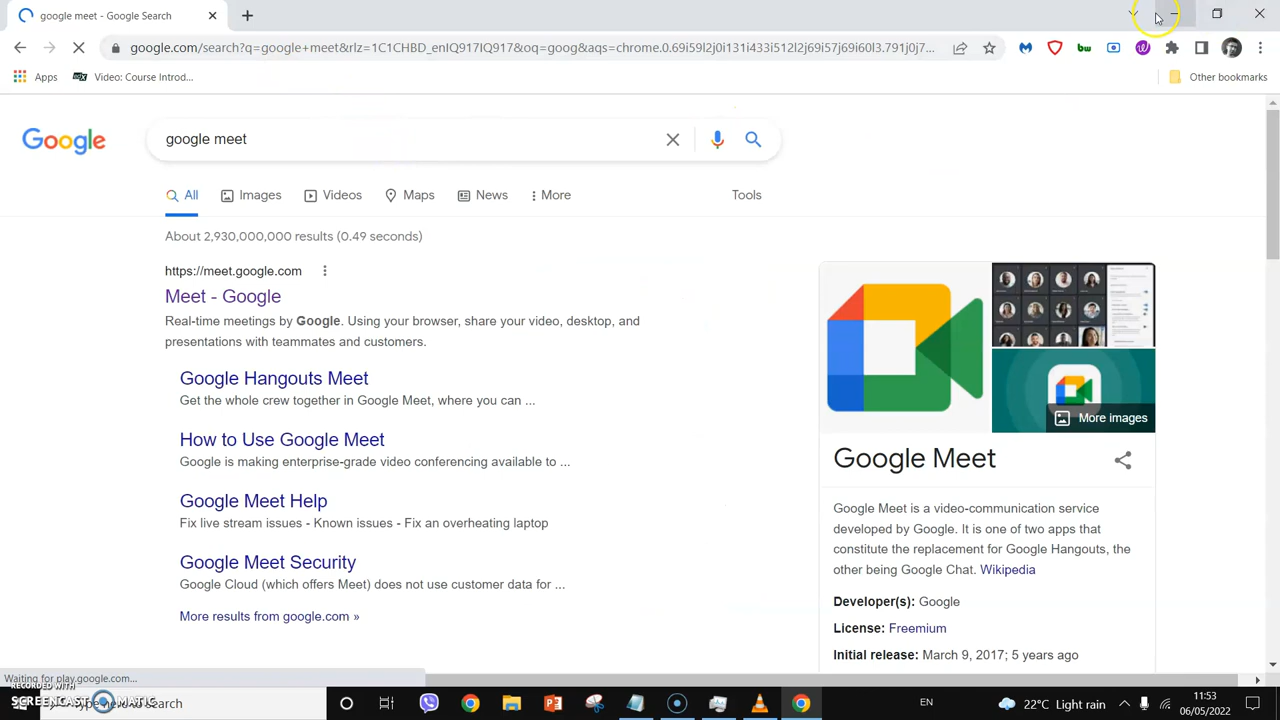 google meet - Google Search
google.com/search?q=google+meet&rlz=1C1CHBD_enIQ917IQ917&oq=goog&aqs=chrome.0.69i59l2j0i131i433i512l2j69i57j69i60l3.791j0j7...
Apps
Video: Course Introd...
Other bookmarks
Google
google meet
All
Images
Videos
Maps
News
More
Tools
About 2,930,000,000 results (0.49 seconds)
https://meet.google.com
Meet - Google
Real-time meetings by Google. Using your browser, share your video, desktop, and
presentations with teammates and customers.
Google Hangouts Meet
Get the whole crew together in Google Meet, where you can ...
How to Use Google Meet
Google is making enterprise-grade video conferencing available to ...
Google Meet Help
Fix live stream issues - Known issues - Fix an overheating laptop
Google Meet Security
Google Cloud (which offers Meet) does not use customer data for ...
More results from google.com »
More images
Google Meet
Google Meet is a video-communication service
developed by Google. It is one of two apps that
constitute the replacement for Google Hangouts, the
other being Google Chat. Wikipedia
Developer(s): Google
License: Freemium
Initial release: March 9, 2017; 5 years ago
Waiting for play.google.com...
RECORDED WITH
SCREENCAST MATIC
here to search
EN
22°C Light rain
11:53
06/05/2022